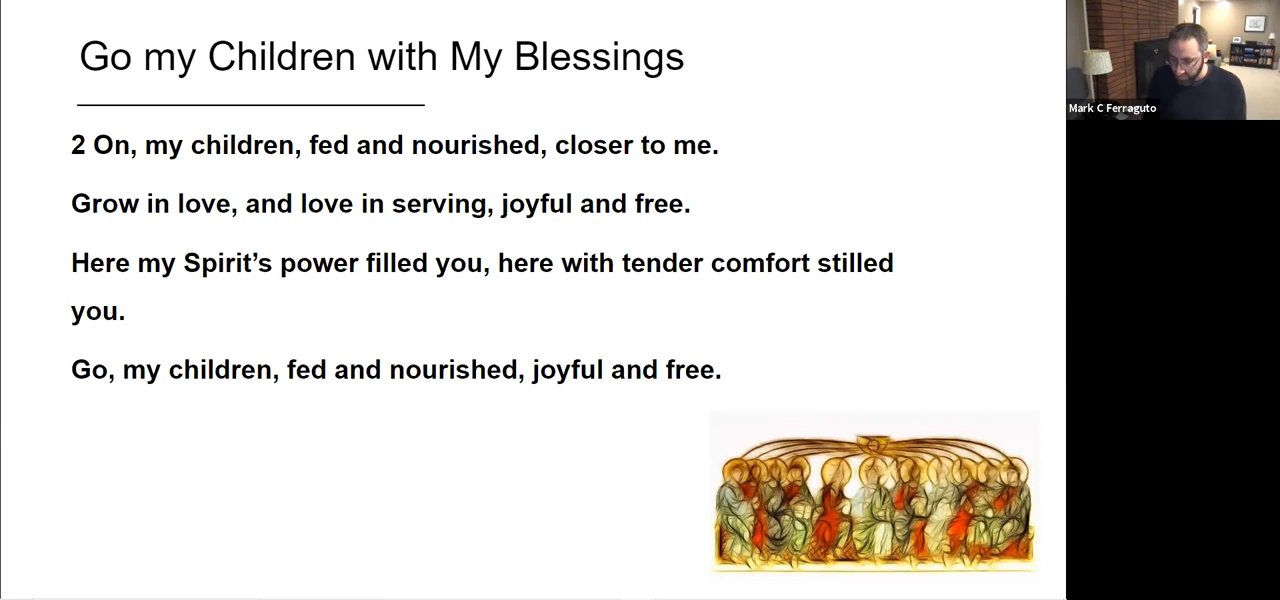 Go my Children with My Blessings
2 On, my children, fed and nourished, closer to me.
Grow in love, and love in serving, joyful and free.
Here my Spirit’s power filled you, here with tender comfort stilled
you.
Go, my children, fed and nourished, joyful and free.
Mark C Ferraguto